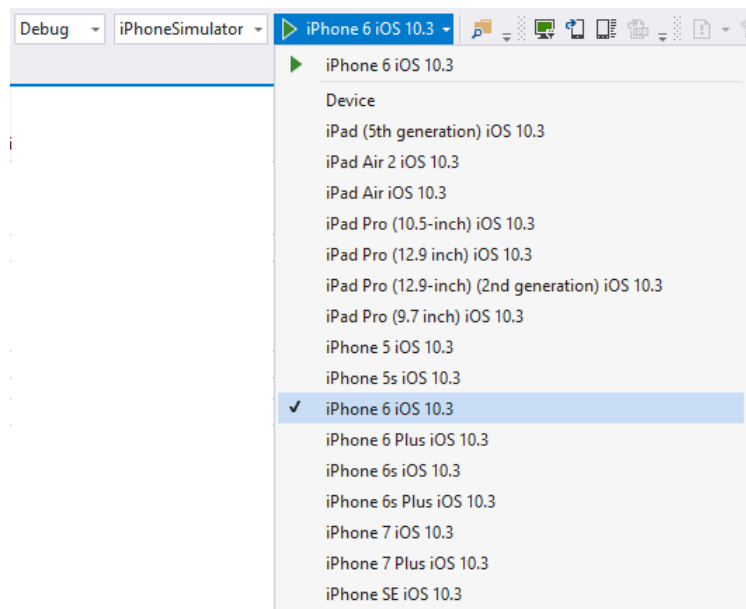 Debug iPhoneSimulator iPhone 6 iOS 10.3
iPhone 6 iOS 10.3
Device
iPad (5th generation) iOS 10.3
iPad Air 2 iOS 10.3
iPad Air iOS 10.3
iPad Pro (10.5-inch) iOS 10.3
iPad Pro (12.9 inch) iOS 10.3
iPad Pro (12.9-inch) (2nd generation) iOS 10.3
iPad Pro (9.7 inch) iOS 10.3
iPhone 5 iOS 10.3
iPhone 5s iOS 10.3
iPhone 6 iOS 10.3
iPhone 6 Plus iOS 10.3
iPhone 6s iOS 10.3
iPhone 6s Plus iOS 10.3
iPhone 7 iOS 10.3
iPhone 7 Plus iOS 10.3
iPhone SE iOS 10.3